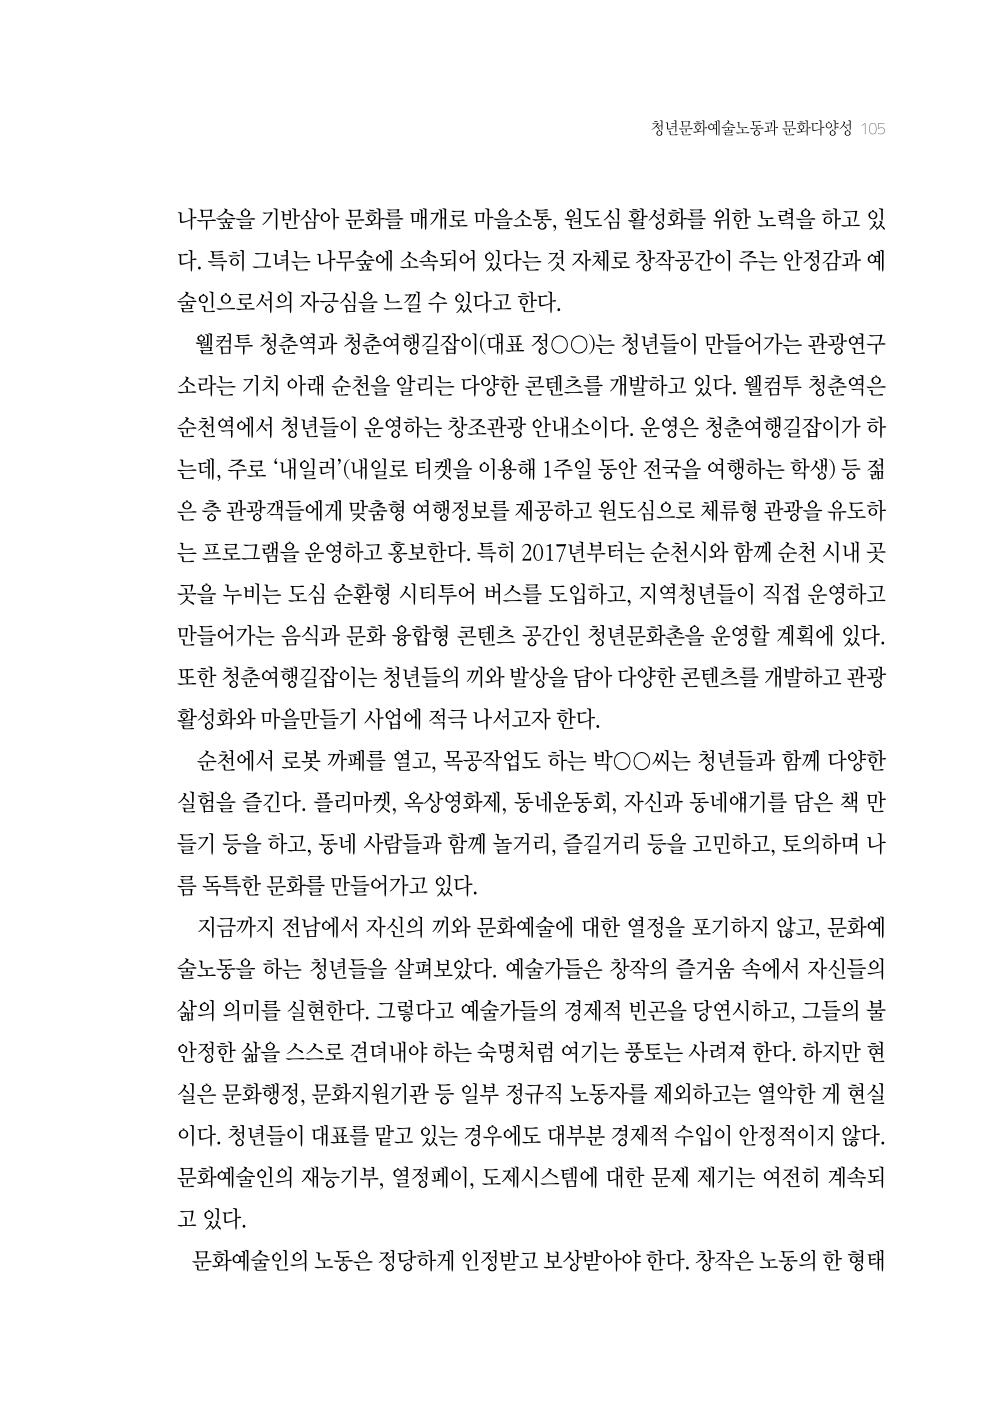 청년문화예술노동과 문화다양성 105
나무숲을 기반삼아 문화를 매개로 마을소통, 원도심 활성화를 위한 노력을 하고 있
다. 특히 그녀는 나무숲에 소속되어 있다는 것 자체로 창작공간이 주는 안정감과 예
술인으로서의 자긍심을 느낄 수 있다고 한다.
웰컴투 청춘역과 청춘여행길잡이(대표 정○○)는 청년들이 만들어가는 관광연구
소라는 기치 아래 순천을 알리는 다양한 콘텐츠를 개발하고 있다. 웰컴투 청춘역은
순천역에서 청년들이 운영하는 창조관광 안내소이다. 운영은 청춘여행길잡이가 하
는데, 주로 ‘내일러’(내일로 티켓을 이용해 1주일 동안 전국을 여행하는 학생) 등 젊
은 층 관광객들에게 맞춤형 여행정보를 제공하고 원도심으로 체류형 관광을 유도하
는 프로그램을 운영하고 홍보한다. 특히 2017년부터는 순천시와 함께 순천 시내 곳
곳을 누비는 도심 순환형 시티투어 버스를 도입하고, 지역청년들이 직접 운영하고
만들어가는 음식과 문화 융합형 콘텐츠 공간인 청년문화촌을 운영할 계획에 있다.
또한 청춘여행길잡이는 청년들의 끼와 발상을 담아 다양한 콘텐츠를 개발하고 관광
활성화와 마을만들기 사업에 적극 나서고자 한다.
순천에서 로봇 까페를 열고, 목공작업도 하는 박○○씨는 청년들과 함께 다양한
실험을 즐긴다. 플리마켓, 옥상영화제, 동네운동회, 자신과 동네얘기를 담은 책 만
들기 등을 하고, 동네 사람들과 함께 놀거리, 즐길거리 등을 고민하고, 토의하며 나
름 독특한 문화를 만들어가고 있다.
지금까지 전남에서 자신의 끼와 문화예술에 대한 열정을 포기하지 않고, 문화예
술노동을 하는 청년들을 살펴보았다. 예술가들은 창작의 즐거움 속에서 자신들의
삶의 의미를 실현한다. 그렇다고 예술가들의 경제적 빈곤을 당연시하고, 그들의 불
안정한 삶을 스스로 견뎌내야 하는 숙명처럼 여기는 풍토는 사려져 한다. 하지만 현
실은 문화행정, 문화지원기관 등 일부 정규직 노동자를 제외하고는 열악한 게 현실
이다. 청년들이 대표를 맡고 있는 경우에도 대부분 경제적 수입이 안정적이지 않다.
문화예술인의 재능기부, 열정페이, 도제시스템에 대한 문제 제기는 여전히 계속되
고 있다.
문화예술인의 노동은 정당하게 인정받고 보상받아야 한다. 창작은 노동의 한 형태